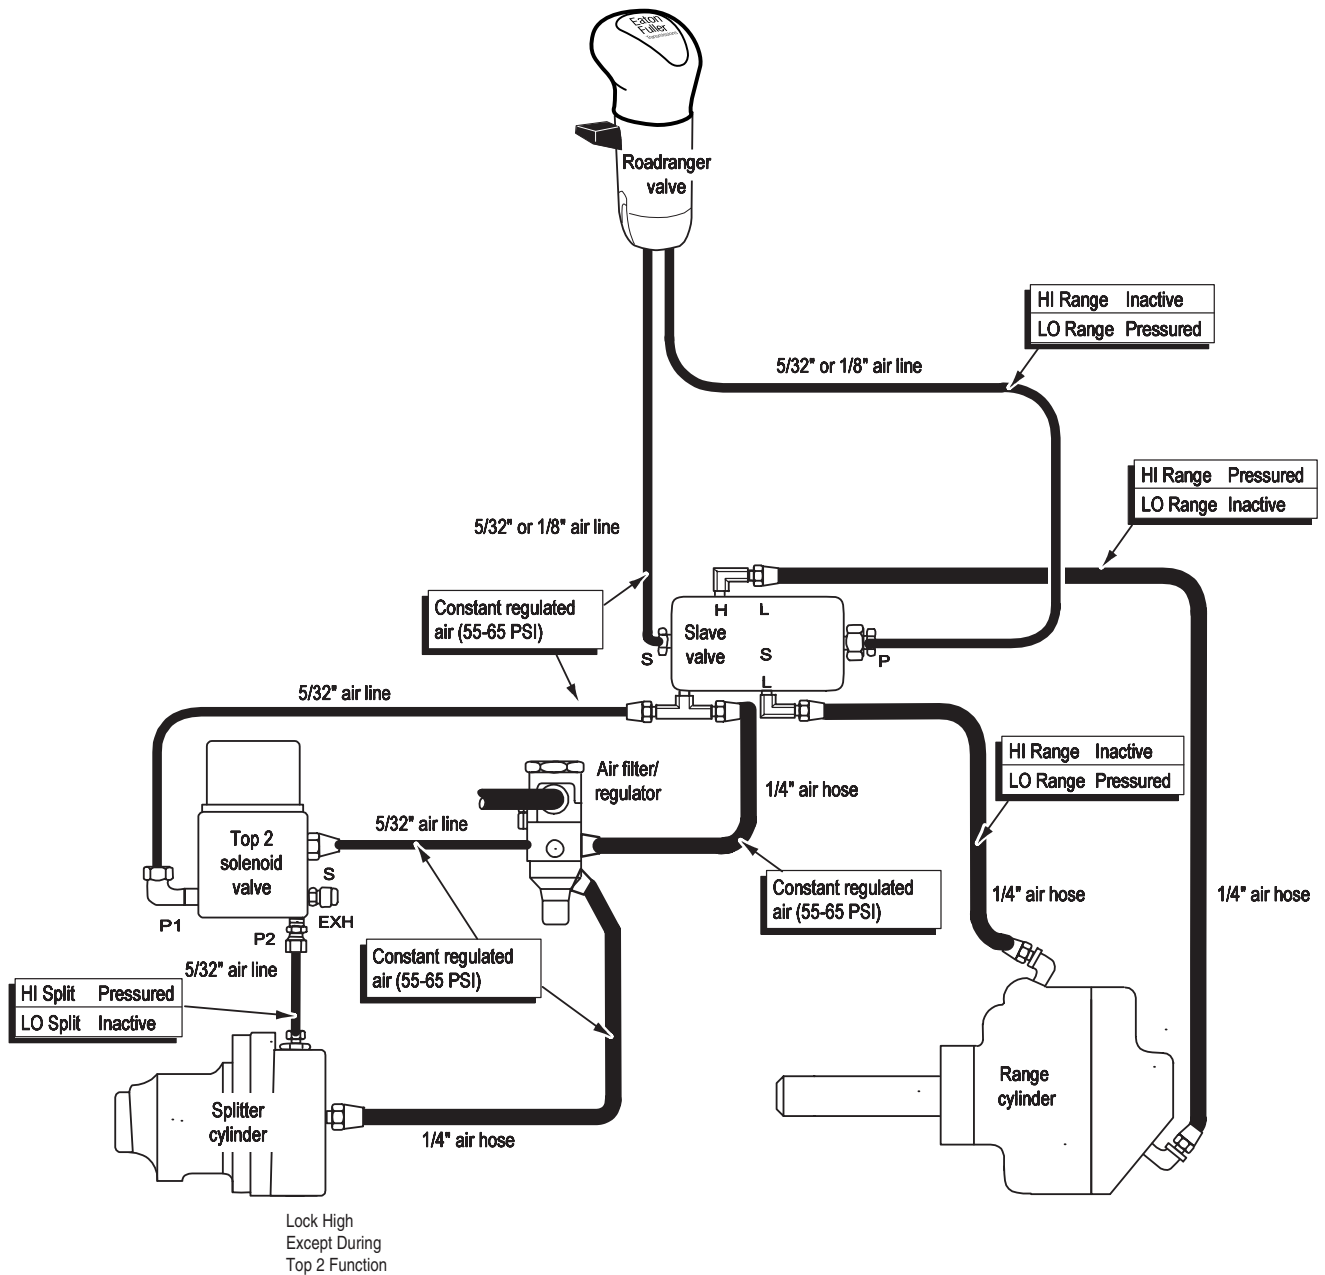 Eaton
Fuller
Roadranger
valve
HI Range Inactive
LO Range Pressured
5/32" or 1/8" air line
HI Range Pressured
LO Range Inactive
5/32" or 1/8" air line
Constant regulated
air (55-65 PSI)
H L
Slave
valve
S
S
P
L
5/32" air line
HI Range Inactive
LO Range Pressured
Air filter/
regulator
1/4" air hose
5/32" air line
Top 2
solenoid
valve
S
Constant regulated
air (55-65 PSI)
1/4" air hose
1/4" air hose
P1
EXH
P2
Constant regulated
air (55-65 PSI)
5/32" air line
HI Split Pressured
LO Split Inactive
Range
cylinder
Splitter
cylinder
1/4" air hose
Lock High
Except During
Top 2 Function